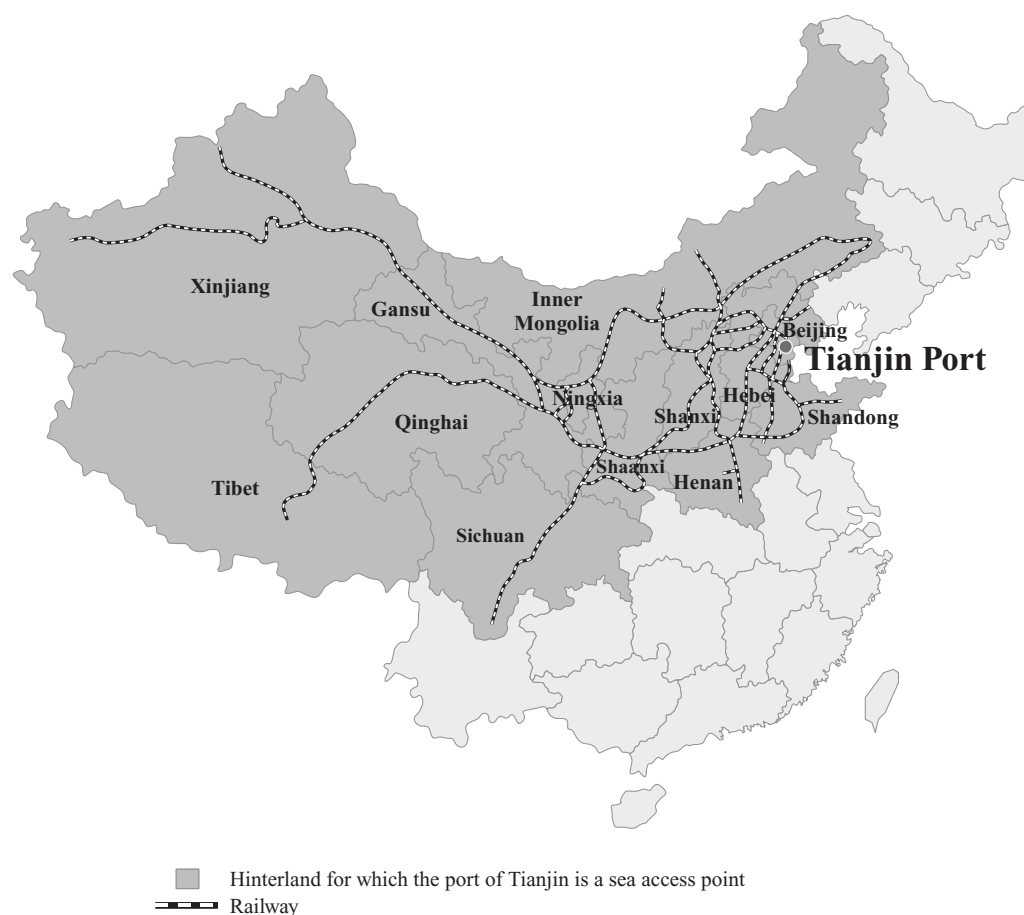 Xinjiang
Gansu
Inner
Mongolia
Beijing
Tianjin Port
Ningxia
Hebei
Qinghai
Shanxi
Shandong
Shaanxi
Tibet
Henan
Sichuan
Hinterland for which the port of Tianjin is a sea access point
Railway